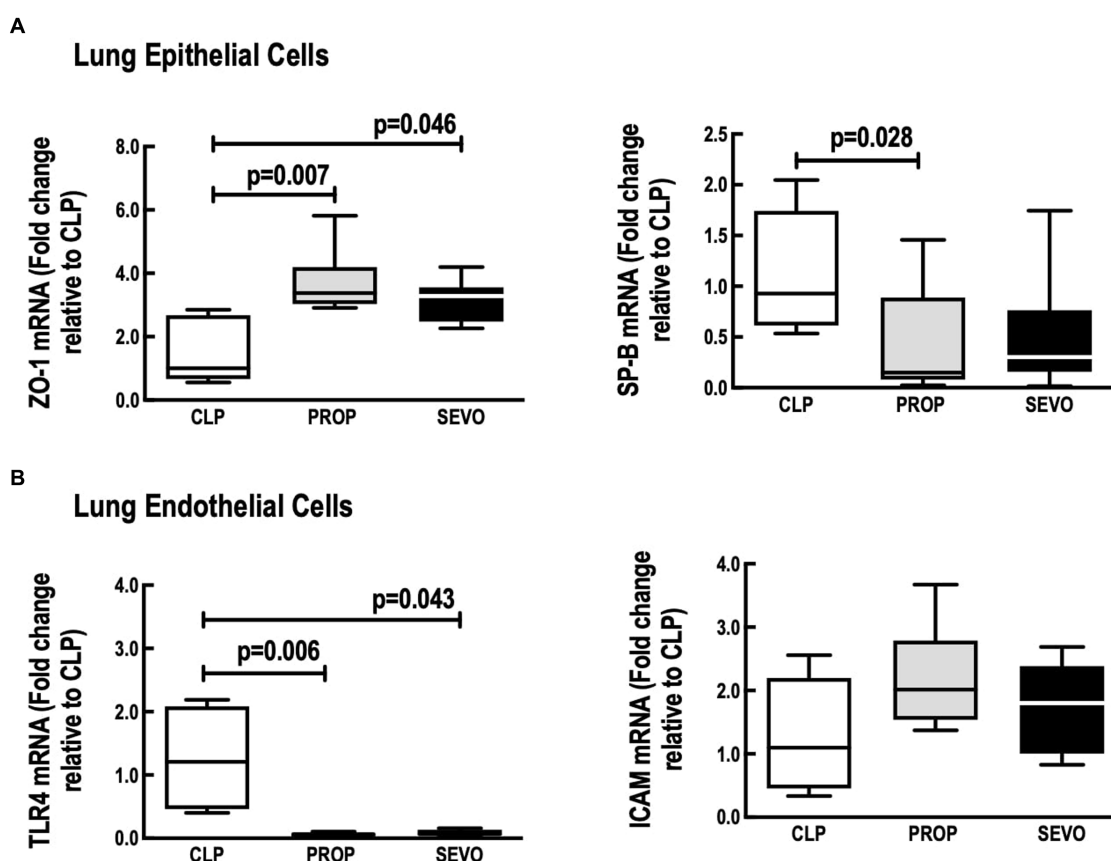 A
Lung Epithelial Cells
ZO-1 mRNA (Fold change
relative to CLP)
8.0
6.0
4.0
2.0
0.0
p=0.046
p=0.007
CLP PROP SEVO
SP-B mRNA (Fold change
relative to CLP)
2.5
2.0
1.5
1.0
0.5
0.0
p=0.028
CLP PROP SEVO
B
Lung Endothelial Cells
TLR4 mRNA (Fold change
relative to CLP)
4.0
3.0
2.0
1.0
0.0
p=0.043
p=0.006
CLP PROP SEVO
ICAM mRNA (Fold change
relative to CLP)
4.0
3.0
2.0
1.0
0.0
CLP PROP SEVO